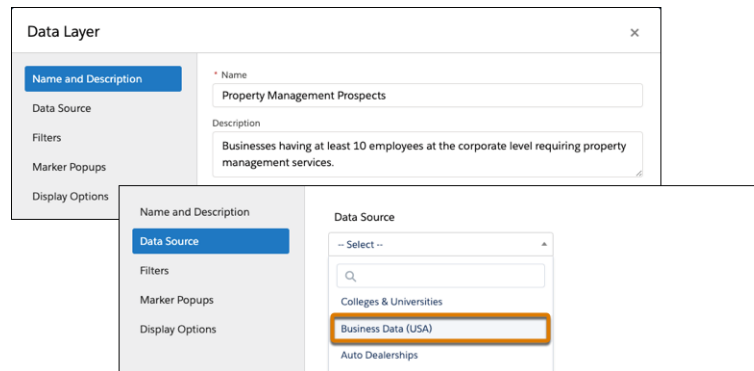 Data Layer
×
Name and Description
Data Source
Filters
Marker Popups
Display Options
* Name
Property Management Prospects
Description
Businesses having at least 10 employees at the corporate level requiring property
management services.
Name and Description
Data Source
Filters
Marker Popups
Display Options
Data Source
-- Select --
Colleges & Universities
Business Data (USA)
Auto Dealerships